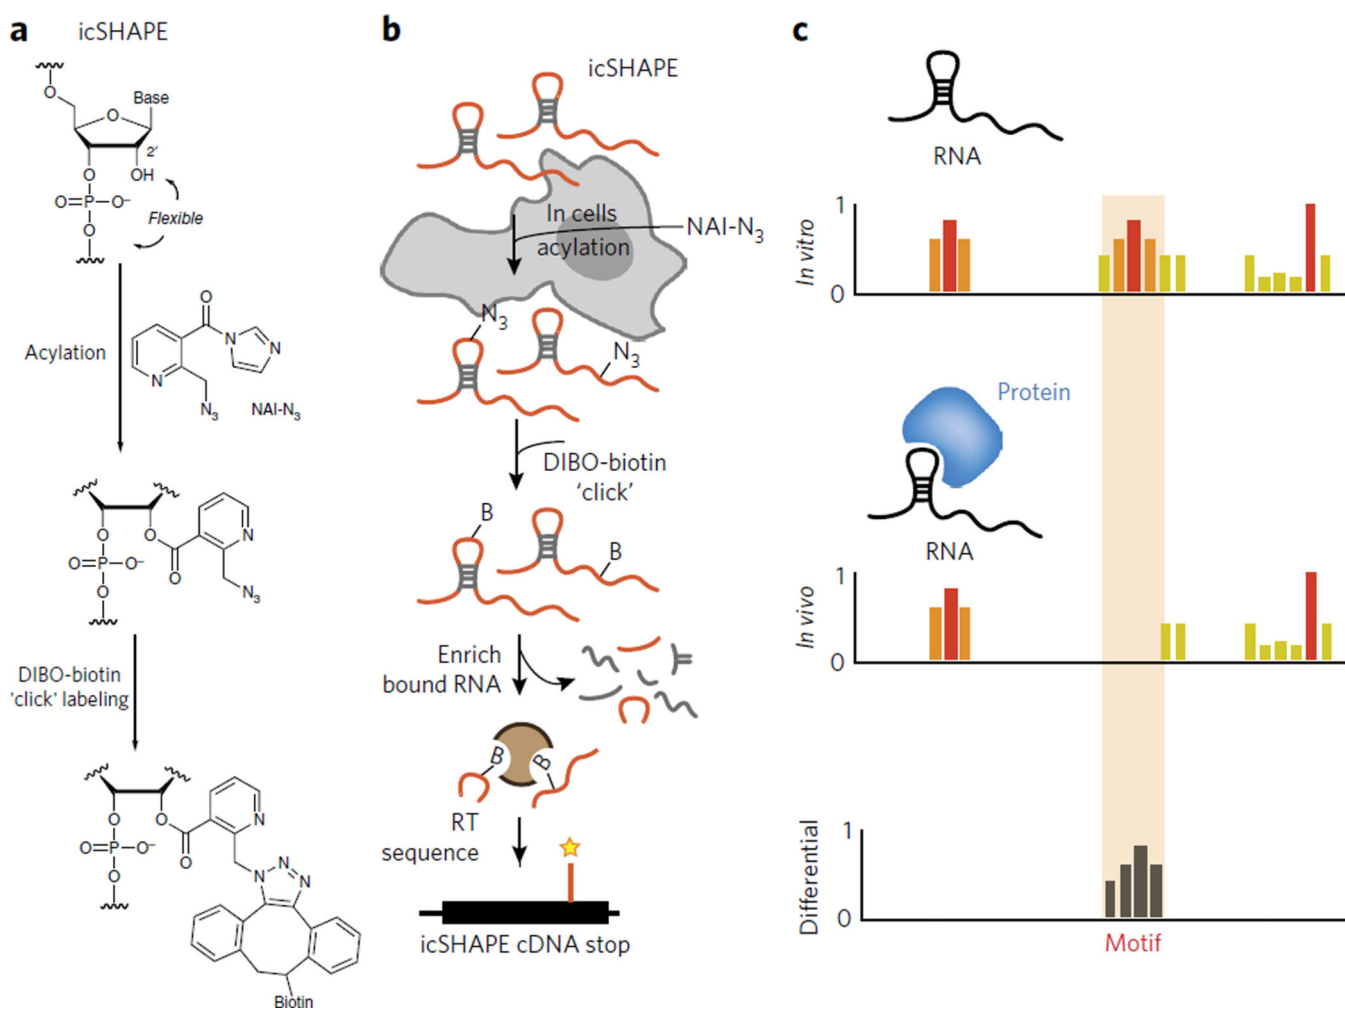 a
icSHAPE
O
Base
O
2'
OH
O
O=P–O⁻
O
Flexible
Acylation
O
N
N
N
N₃
NAI-N₃
O
O
N
O=P–O⁻
O
O
N₃
DIBO-biotin
'click' labeling
O
O
N
O=P–O⁻
O
O
N
N
N
Biotin
b
icSHAPE
In cells
acylation
NAI-N₃
N₃
N₃
DIBO-biotin
'click'
B
B
Enrich
bound RNA
B
B
RT
sequence
icSHAPE cDNA stop
c
RNA
In vitro
1
0
Protein
RNA
In vivo
1
0
Differential
1
0
Motif